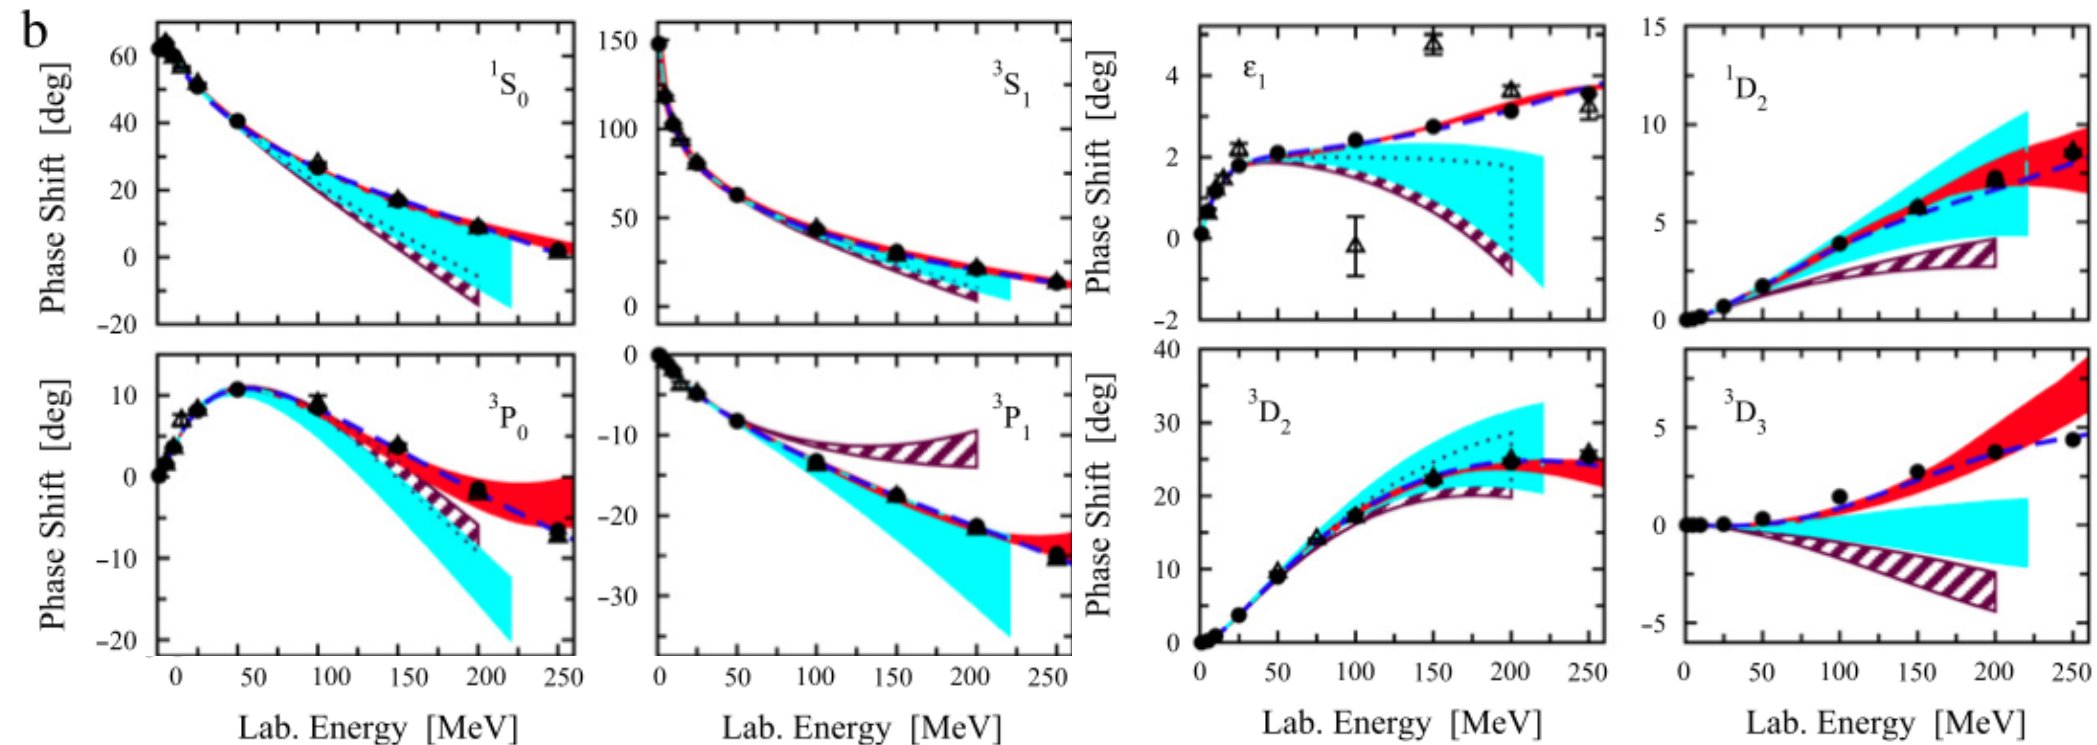 b
Phase Shift [deg]
60
40
20
0
−20
¹S₀
150
100
50
0
³S₁
Phase Shift [deg]
4
2
0
−2
ε₁
15
10
5
0
¹D₂
Phase Shift [deg]
10
0
−10
−20
³P₀
0 50 100 150 200 250
Lab. Energy [MeV]
0
−10
−20
−30
³P₁
0 50 100 150 200 250
Lab. Energy [MeV]
Phase Shift [deg]
40
30
20
10
0
³D₂
0 50 100 150 200 250
Lab. Energy [MeV]
5
0
−5
³D₃
0 50 100 150 200 250
Lab. Energy [MeV]